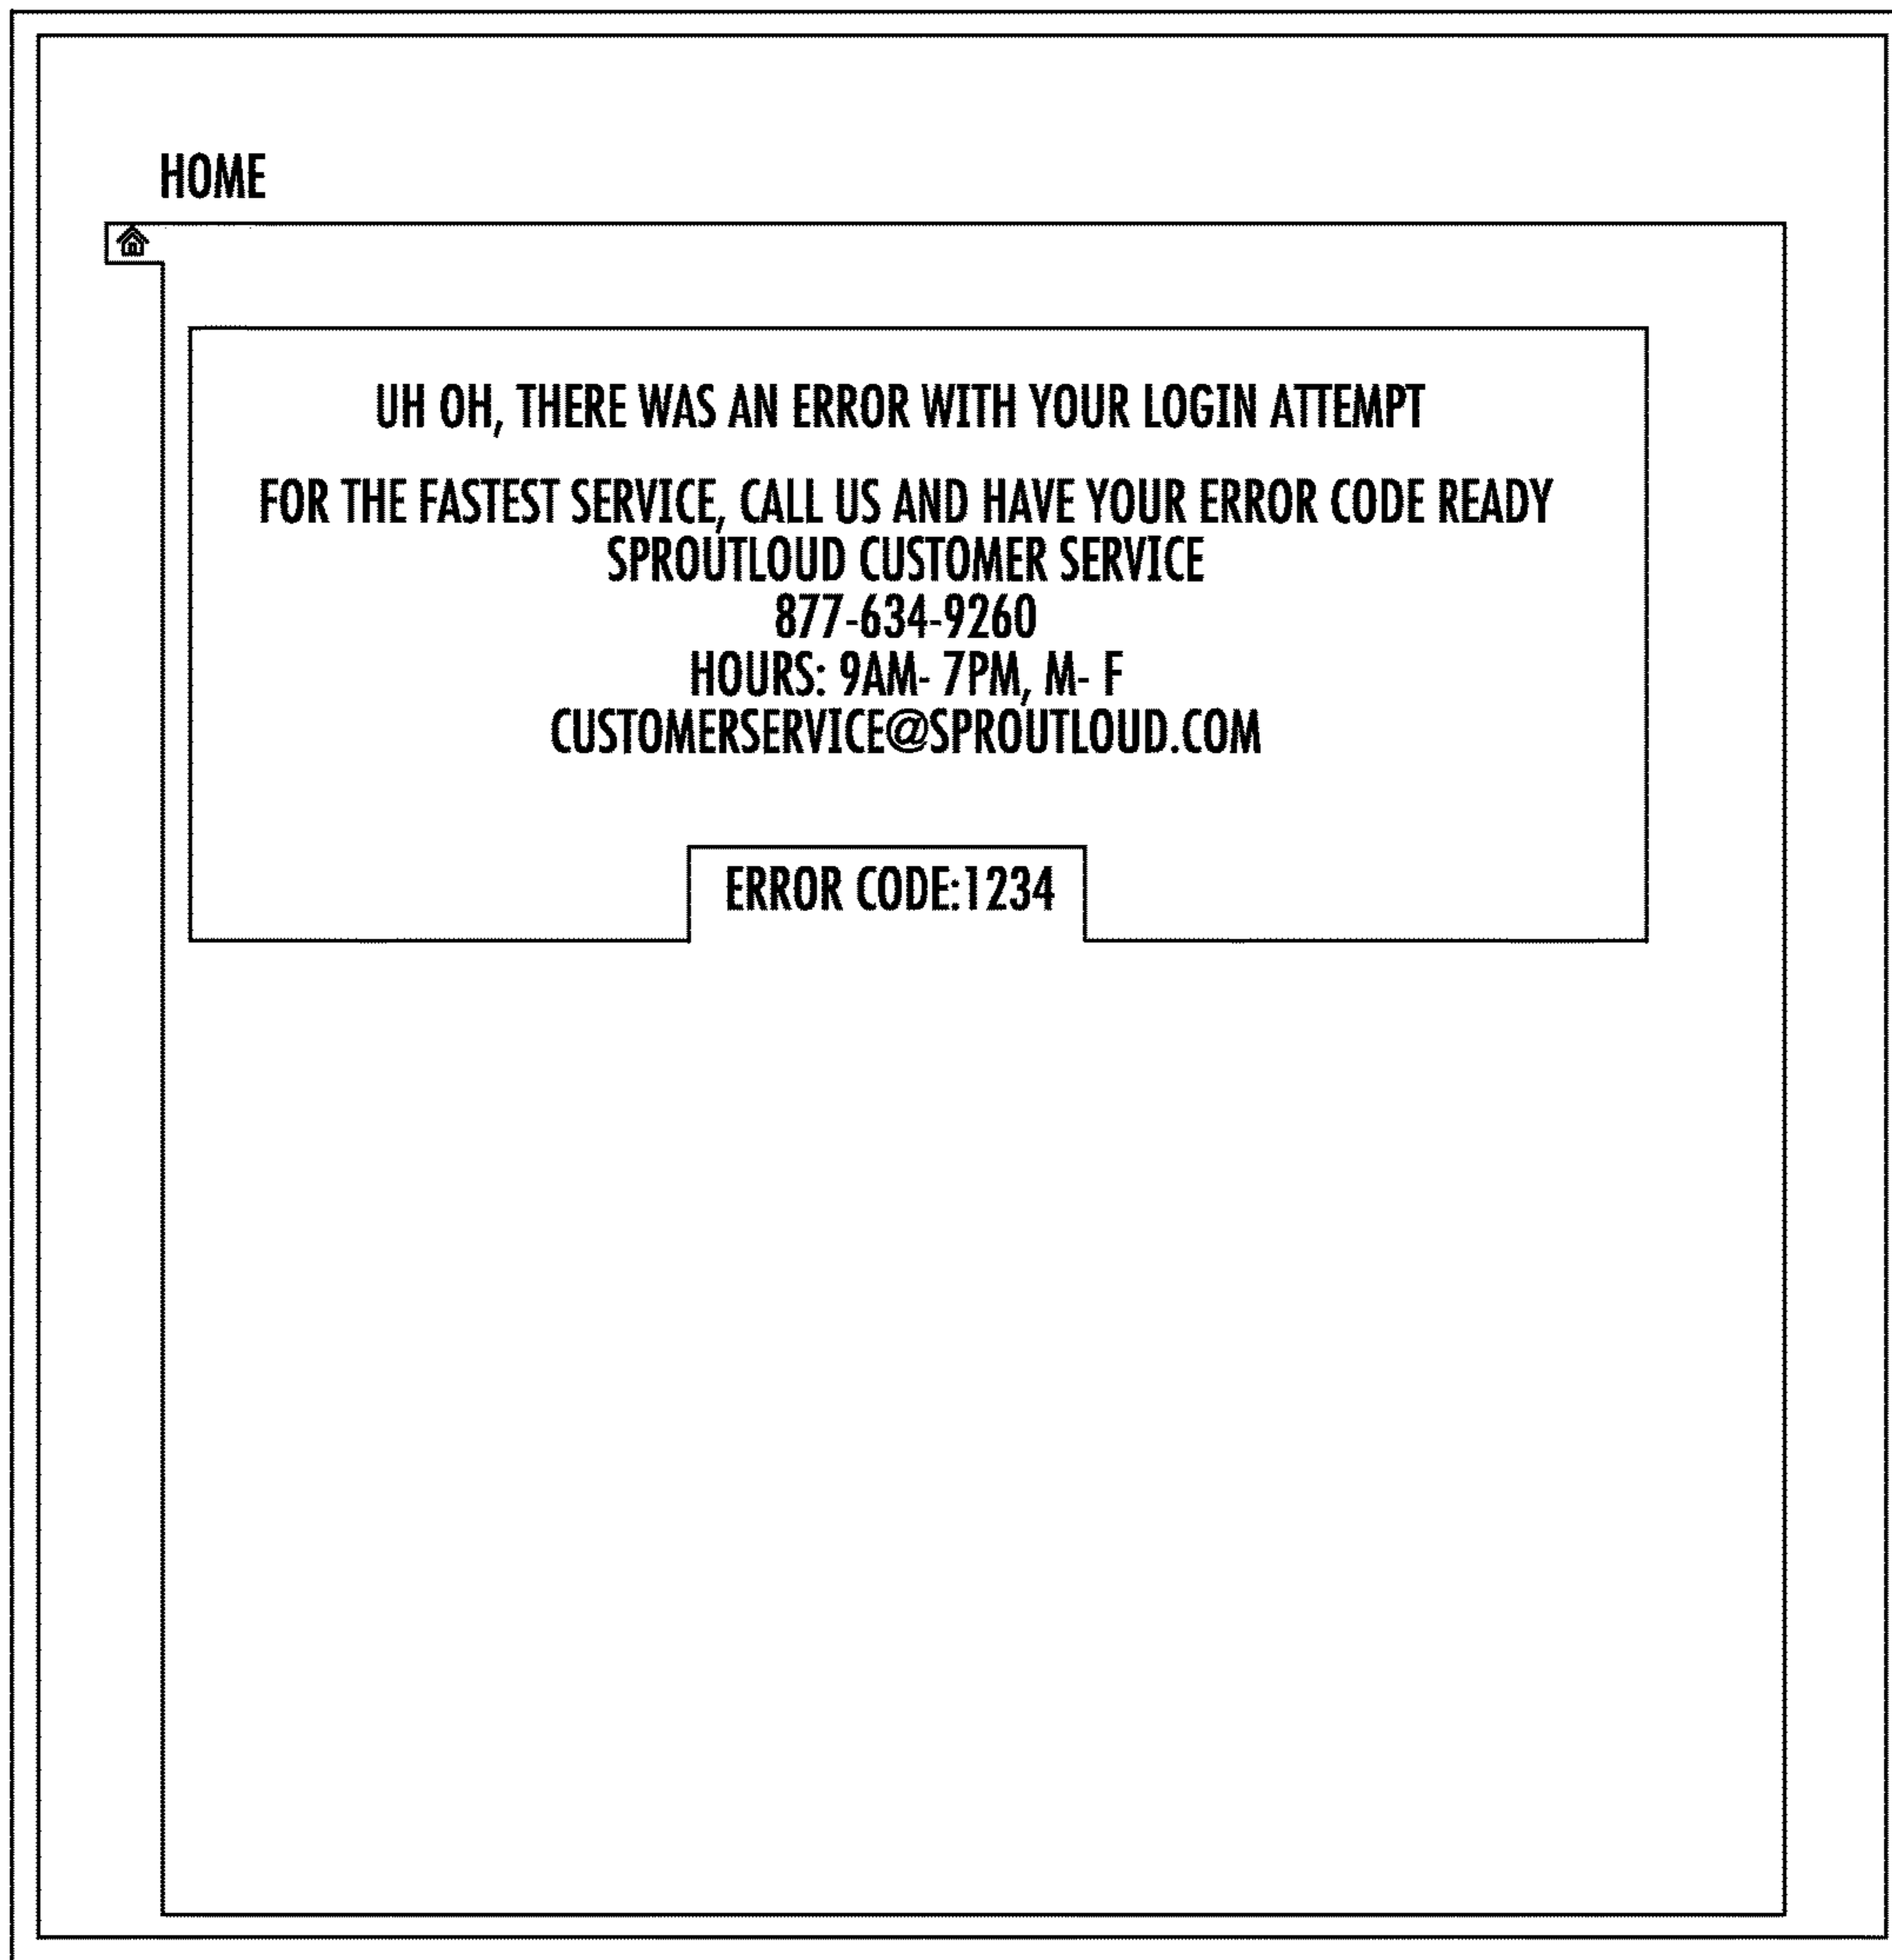 HOME
UH OH, THERE WAS AN ERROR WITH YOUR LOGIN ATTEMPT
FOR THE FASTEST SERVICE, CALL US AND HAVE YOUR ERROR CODE READY
SPROUTLOUD CUSTOMER SERVICE
877-634-9260
HOURS: 9AM- 7PM, M- F
CUSTOMERSERVICE@SPROUTLOUD.COM
ERROR CODE:1234